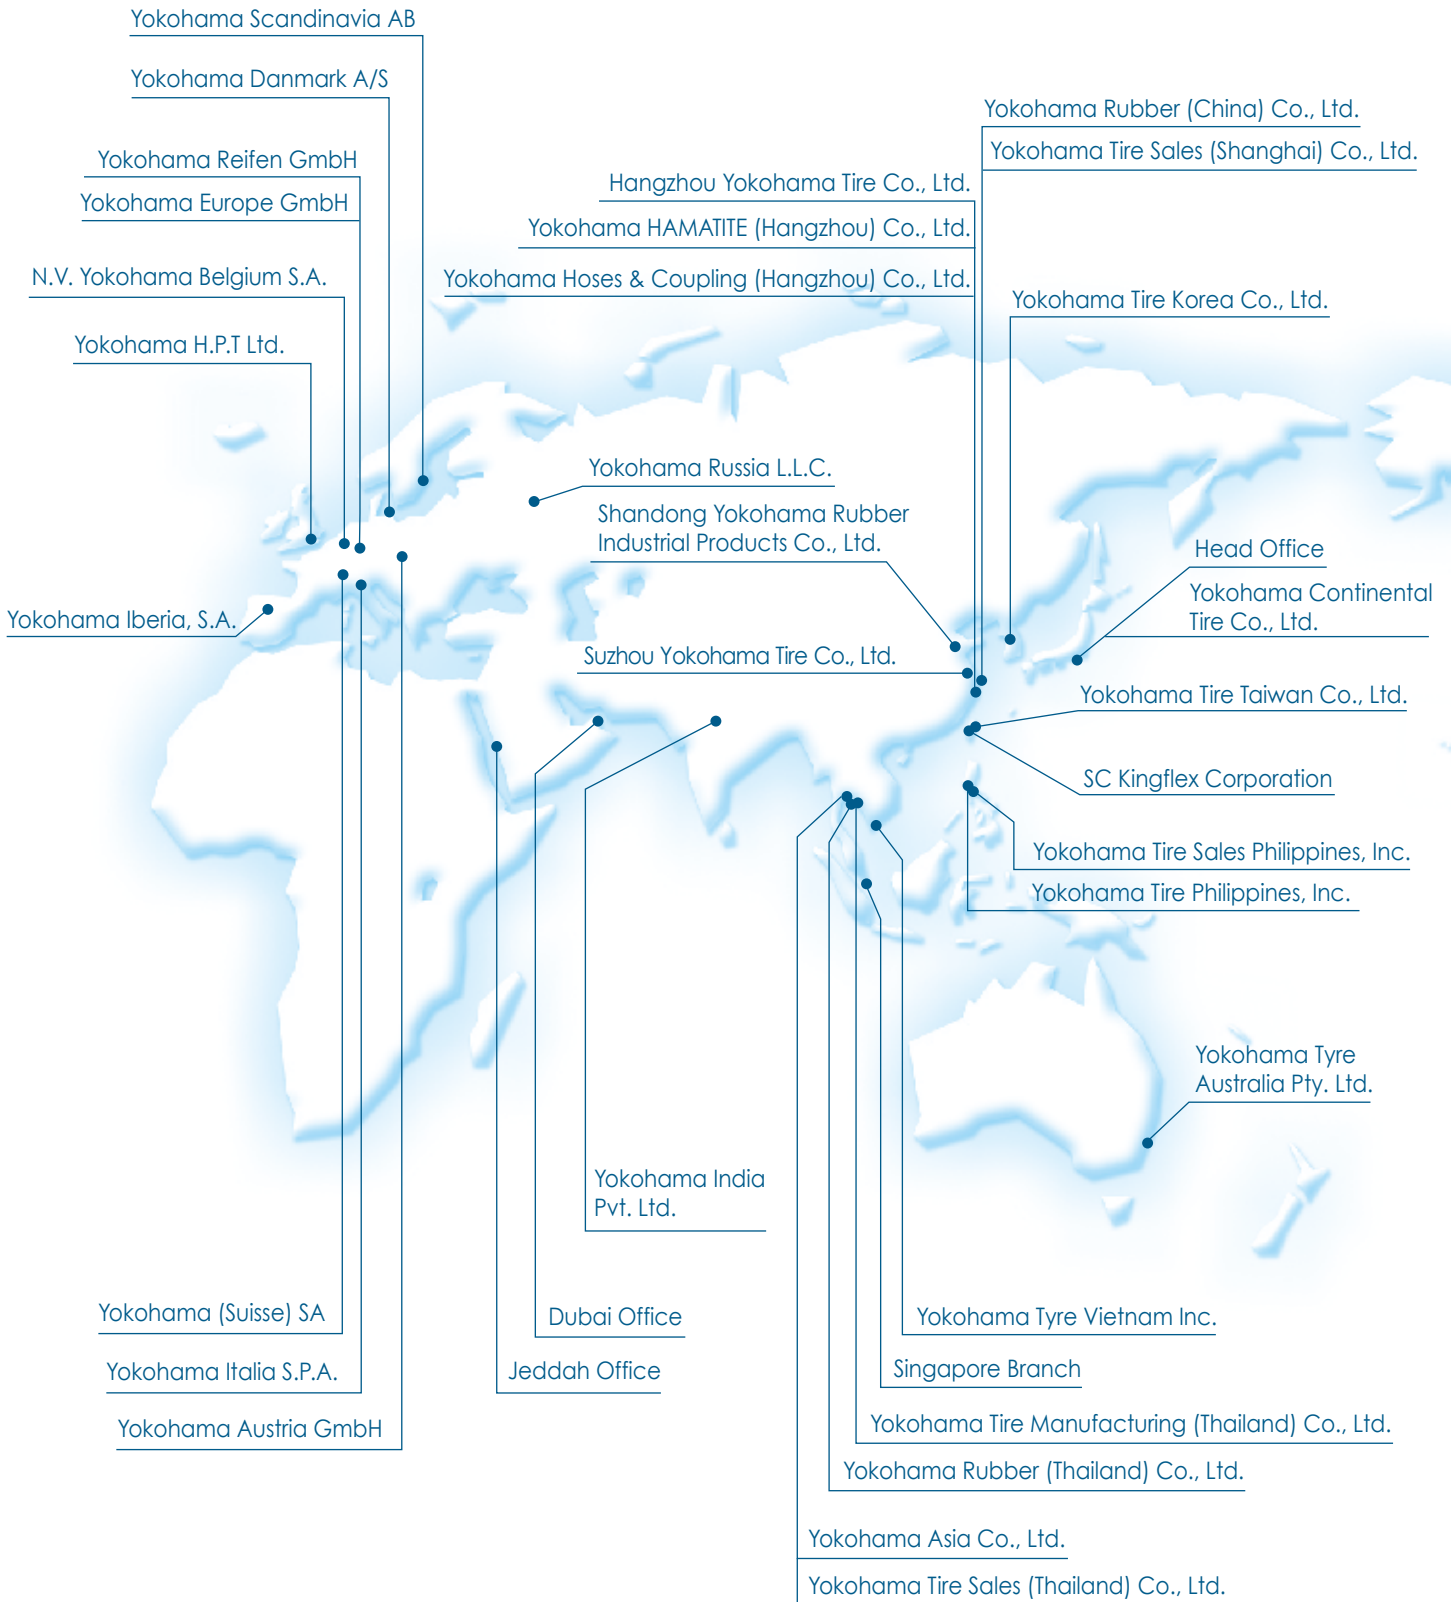 Yokohama Scandinavia AB
Yokohama Danmark A/S
Yokohama Reifen GmbH
Yokohama Europe GmbH
N.V. Yokohama Belgium S.A.
Yokohama H.P.T Ltd.
Yokohama Rubber (China) Co., Ltd.
Yokohama Tire Sales (Shanghai) Co., Ltd.
Hangzhou Yokohama Tire Co., Ltd.
Yokohama HAMATITE (Hangzhou) Co., Ltd.
Yokohama Hoses & Coupling (Hangzhou) Co., Ltd.
Yokohama Tire Korea Co., Ltd.
Yokohama Russia L.L.C.
Shandong Yokohama Rubber
Industrial Products Co., Ltd.
Head Office
Yokohama Continental
Tire Co., Ltd.
Yokohama Iberia, S.A.
Suzhou Yokohama Tire Co., Ltd.
Yokohama Tire Taiwan Co., Ltd.
SC Kingflex Corporation
Yokohama Tire Sales Philippines, Inc.
Yokohama Tire Philippines, Inc.
Yokohama Tyre
Australia Pty. Ltd.
Yokohama India
Pvt. Ltd.
Yokohama (Suisse) SA
Yokohama Italia S.P.A.
Yokohama Austria GmbH
Dubai Office
Jeddah Office
Yokohama Tyre Vietnam Inc.
Singapore Branch
Yokohama Tire Manufacturing (Thailand) Co., Ltd.
Yokohama Rubber (Thailand) Co., Ltd.
Yokohama Asia Co., Ltd.
Yokohama Tire Sales (Thailand) Co., Ltd.